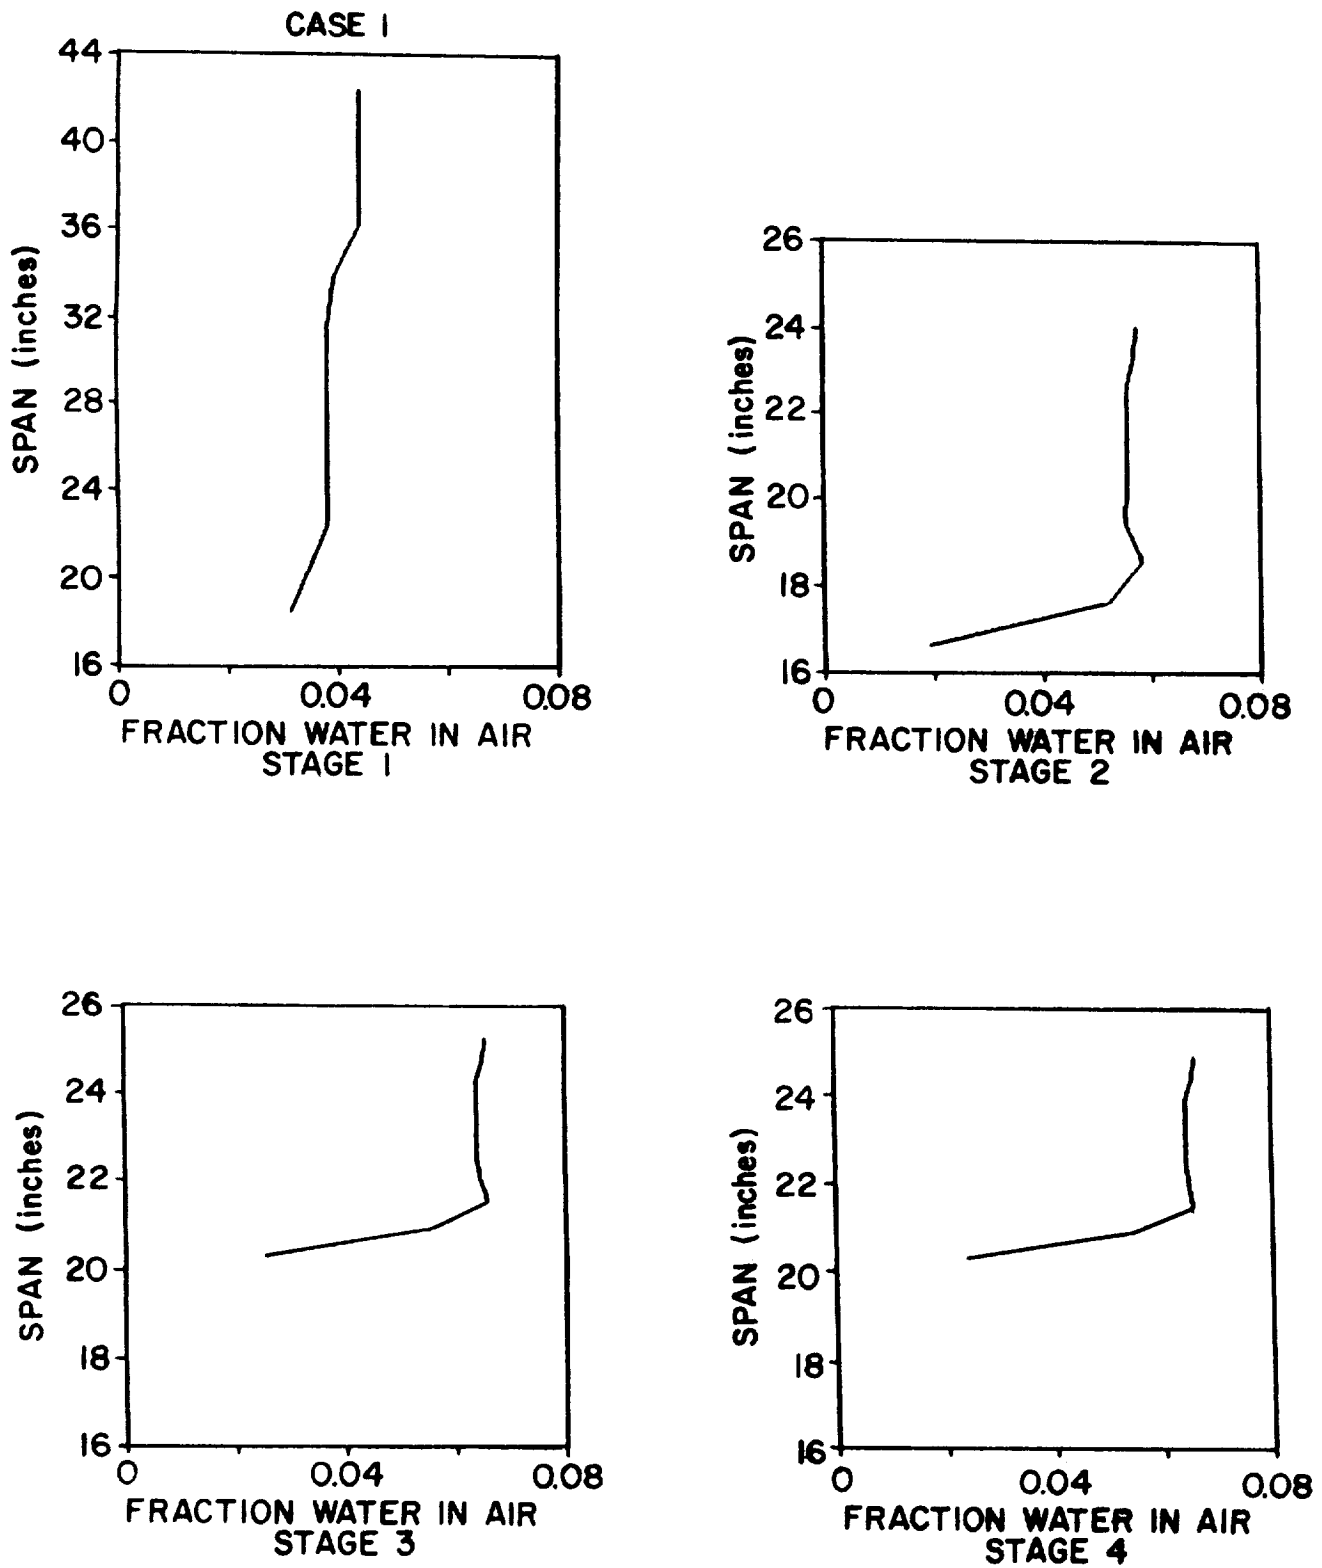 CASE 1
44
40
36
32
28
24
20
16
SPAN (inches)
0 0.04 0.08
FRACTION WATER IN AIR
STAGE 1
26
24
22
20
18
16
SPAN (inches)
0 0.04 0.08
FRACTION WATER IN AIR
STAGE 2
26
24
22
20
18
16
SPAN (inches)
0 0.04 0.08
FRACTION WATER IN AIR
STAGE 3
26
24
22
20
18
16
SPAN (inches)
0 0.04 0.08
FRACTION WATER IN AIR
STAGE 4